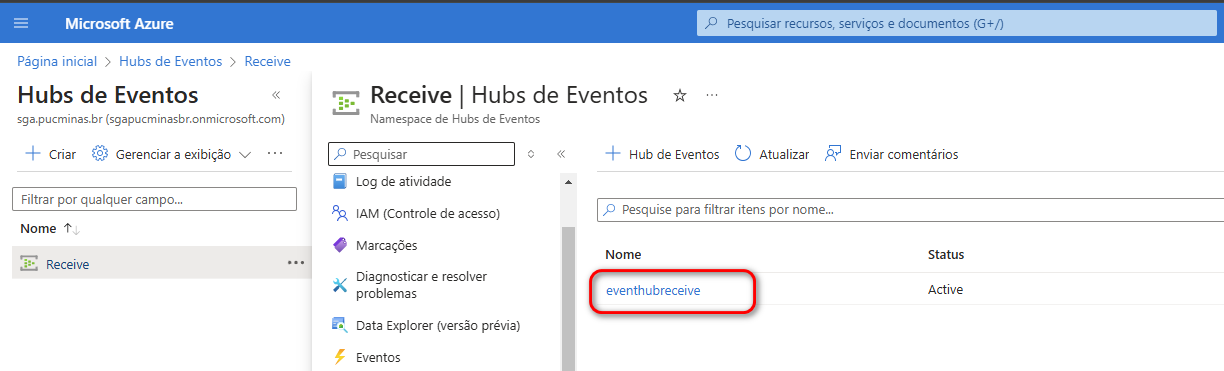 Microsoft Azure
Pesquisar recursos, serviços e documentos (G+/)
Página inicial > Hubs de Eventos > Receive
Hubs de Eventos
sga.pucminas.br (sgapucminasbr.onmicrosoft.com)
+ Criar Gerenciar a exibição ...
Filtrar por qualquer campo...
Nome ↑↓
Receive ...
Receive | Hubs de Eventos ...
Namespace de Hubs de Eventos
Pesquisar
Log de atividade
IAM (Controle de acesso)
Marcações
Diagnosticar e resolver
problemas
Data Explorer (versão prévia)
Eventos
+ Hub de Eventos Atualizar Enviar comentários
Pesquise para filtrar itens por nome...
Nome Status
eventhubreceive Active